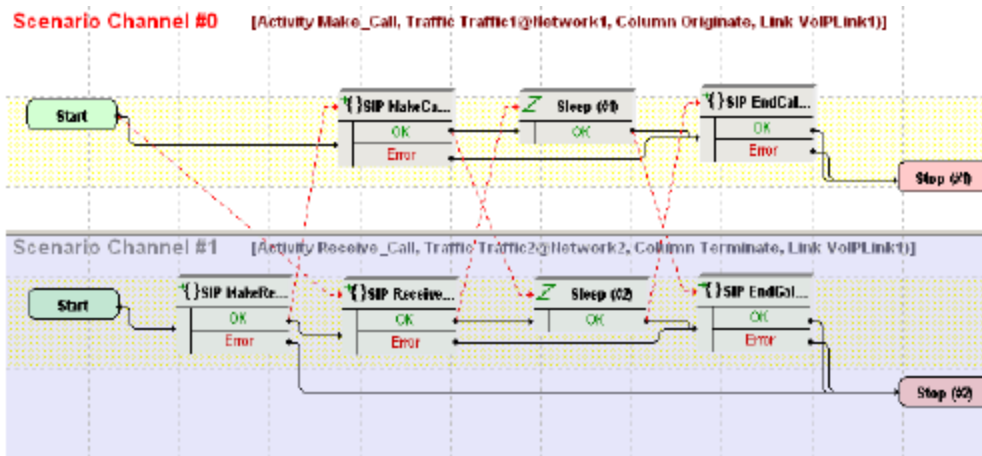 Scenario Channel #0 [Activity Make_Call, Traffic Traffic1@Network1, Column Originate, Link VoIPLink1)]
Start
{}SIP MakeCa...
OK
Error
Sleep (#1)
OK
{}SIP EndCal...
OK
Error
Stop (#1)
Scenario Channel #1 [Activity Receive_Call, Traffic Traffic2@Network2, Column Terminate, Link VoIPLink1)]
Start
{}SIP MakeRe...
OK
Error
{}SIP Receive...
OK
Error
Sleep (#2)
OK
{}SIP EndCal...
OK
Error
Stop (#2)